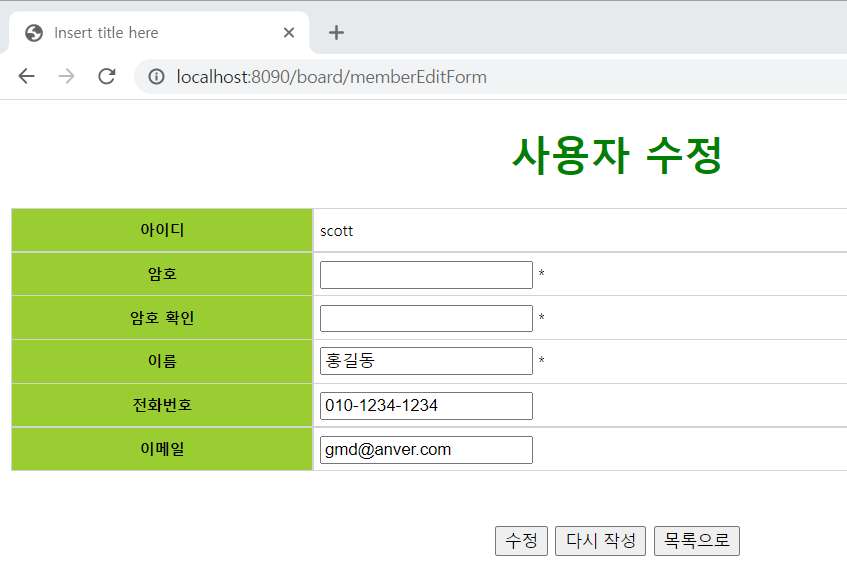 Insert title here
localhost:8090/board/memberEditForm
사용자 수정
아이디 scott
암호 *
암호 확인 *
이름 홍길동 *
전화번호 010-1234-1234
이메일 gmd@anver.com
수정 다시 작성 목록으로